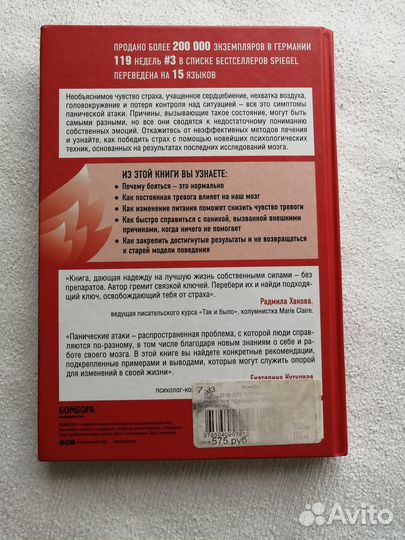 ПРОДАНО БОЛЕЕ 200 000 ЭКЗЕМПЛЯРОВ В ГЕРМАНИИ
119 НЕДЕЛЬ #3 В СПИСКЕ БЕСТСЕЛЛЕРОВ SPIEGEL
ПЕРЕВЕДЕНА НА 15 ЯЗЫКОВ
Необъяснимое чувство страха, учащенное сердцебиение, нехватка воздуха,
головокружение и потеря контроля над ситуацией – все это симптомы
панической атаки. Причины, вызывающие такое состояние, могут быть
самыми разными, но все они сводятся к недостаточному пониманию
собственных эмоций. Откажитесь от неэффективных методов лечения
и узнайте, как победить страх с помощью новейших психологических
техник, основанных на результатах последних исследований мозга.
ИЗ ЭТОЙ КНИГИ ВЫ УЗНАЕТЕ:
• Почему бояться – это нормально
• Как постоянная тревога влияет на наш мозг
• Как изменение питания поможет снизить чувство тревоги
• Как быстро справиться с паникой, вызванной внешними
причинами, когда ничего не помогает
• Как закрепить достигнутые результаты и не возвращаться
к старой модели поведения
«Книга, дающая надежду на лучшую жизнь собственными силами – без
препаратов. Автор гремит связкой ключей. Перебери их и найди подходя-
щий ключ, освобождающий тебя от страха».
Радмила Хакова,
ведущая писательского курса «Так и было», колумнистка Marie Claire.
«Панические атаки – распространенная проблема, с которой люди справ-
ляются по-разному, в том числе благодаря новым знаниям о себе и ра-
боте своего мозга. В этой книге вы найдете конкретные рекомендации,
подкрепленные примерами и выводами, которые могут служить опорой
для изменений в своей жизни».
Екатерина Кутковая
психолог-ко
7-33
БОМБОРА
575 руб
Avito